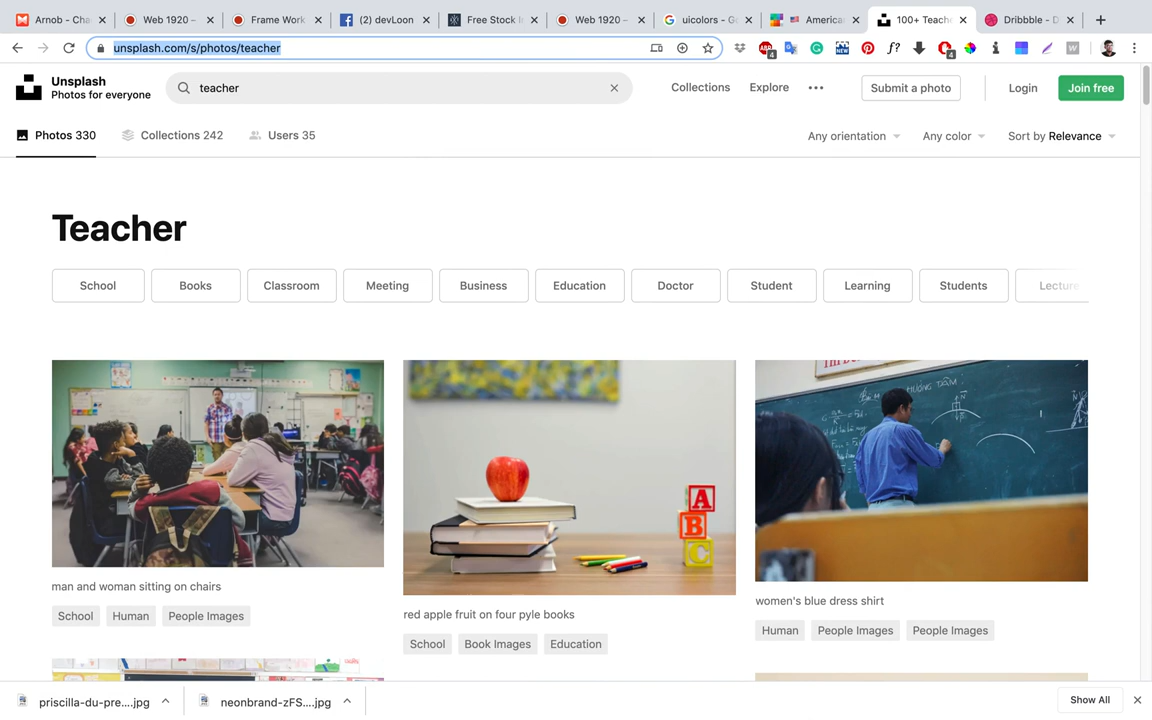 Arnob - Cha
Web 1920 –
Frame Work
(2) devLoon
Free Stock I
Web 1920 –
uicolors - Go
America
100+ Teache
Dribbble - D
unsplash.com/s/photos/teacher
Unsplash
Photos for everyone
teacher
Collections
Explore
Submit a photo
Login
Join free
Photos 330
Collections 242
Users 35
Any orientation
Any color
Sort by Relevance
Teacher
School
Books
Classroom
Meeting
Business
Education
Doctor
Student
Learning
Students
Lecture
HƯỚNG TÂM
A
B
C
man and woman sitting on chairs
School
Human
People Images
red apple fruit on four pyle books
School
Book Images
Education
women's blue dress shirt
Human
People Images
People Images
priscilla-du-pre....jpg
neonbrand-zFS....jpg
Show All